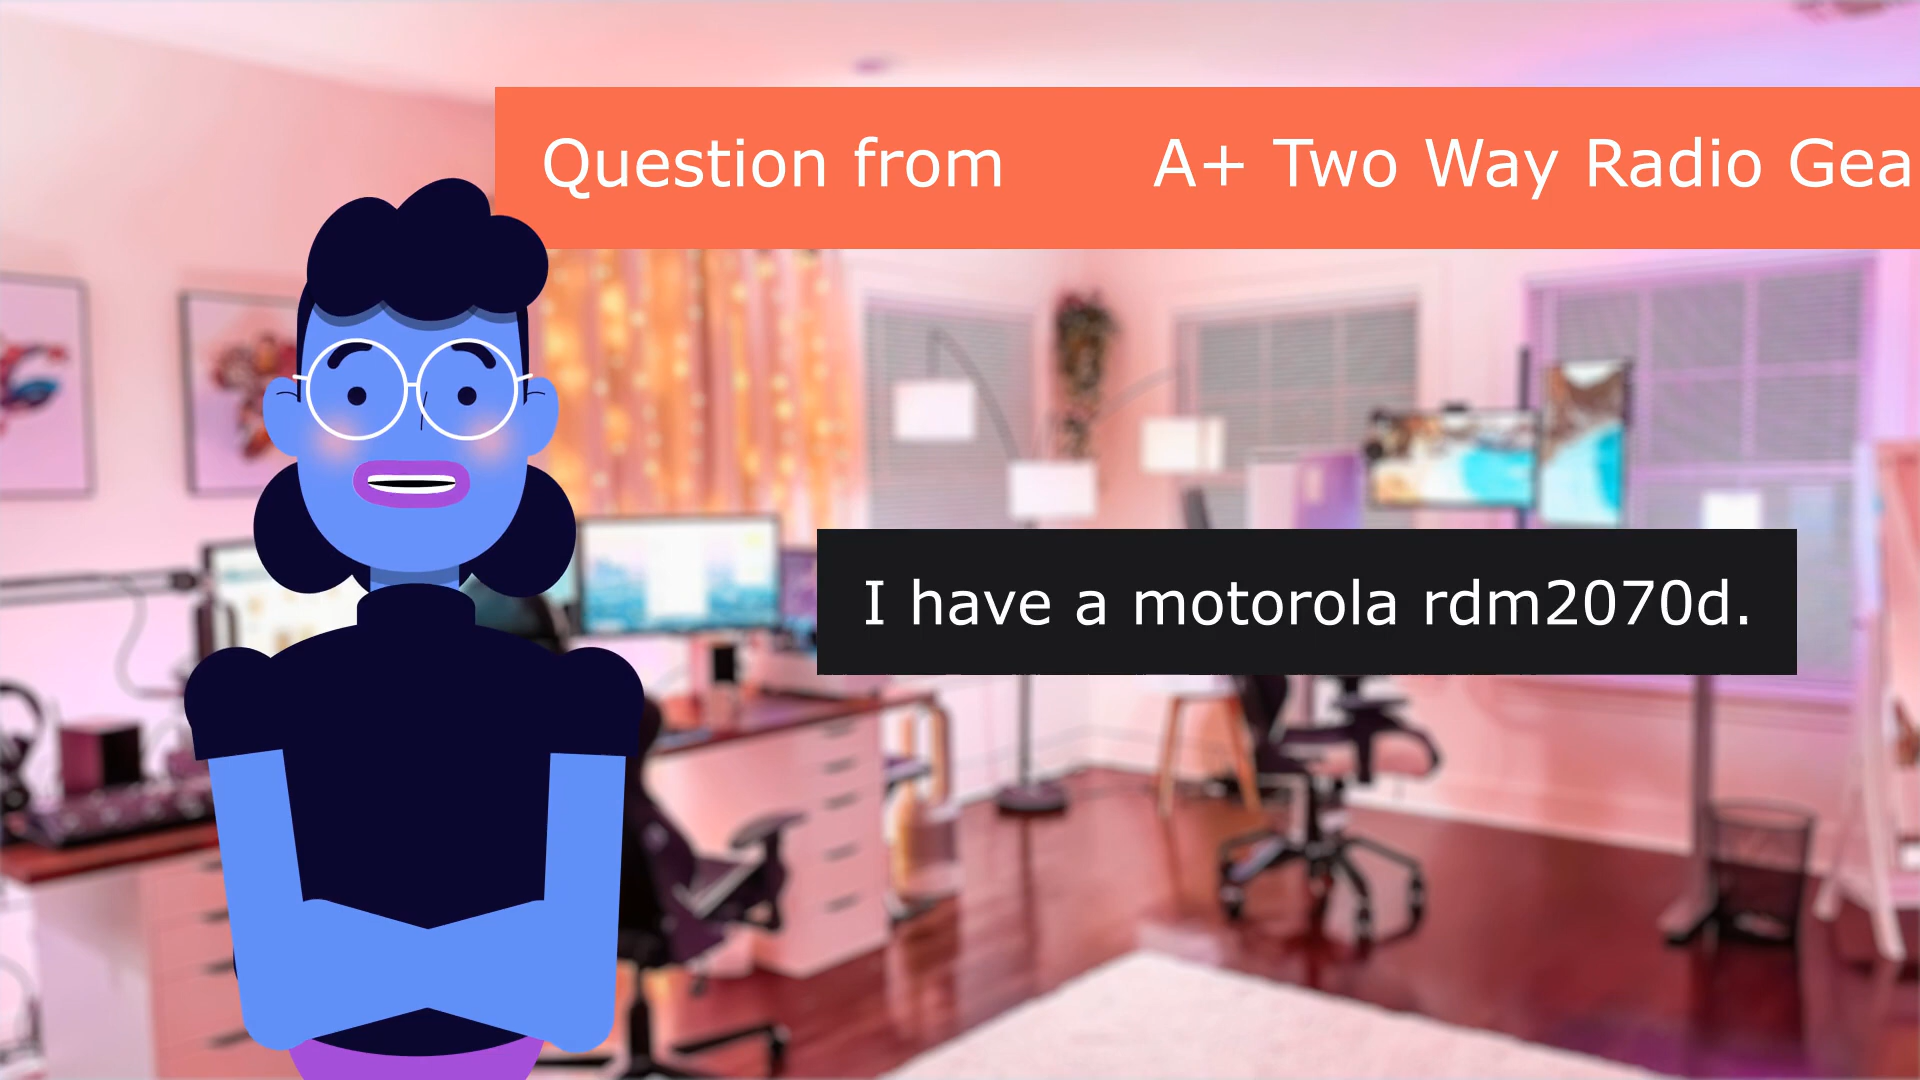 Question from A+ Two Way Radio Gea
I have a motorola rdm2070d.